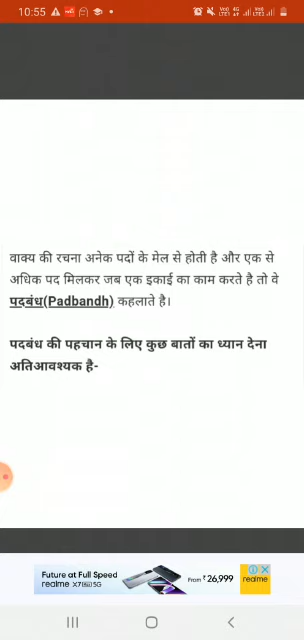 10:55
वाक्य की रचना अनेक पदों के मेल से होती है और एक से
अधिक पद मिलकर जब एक इकाई का काम करते है तो वे
पदबंध(Padbandh) कहलाते है।
पदबंध की पहचान के लिए कुछ बातों का ध्यान देना
अतिआवश्यक है-
Future at Full Speed
realme X7 5G
From ₹26,999
realme